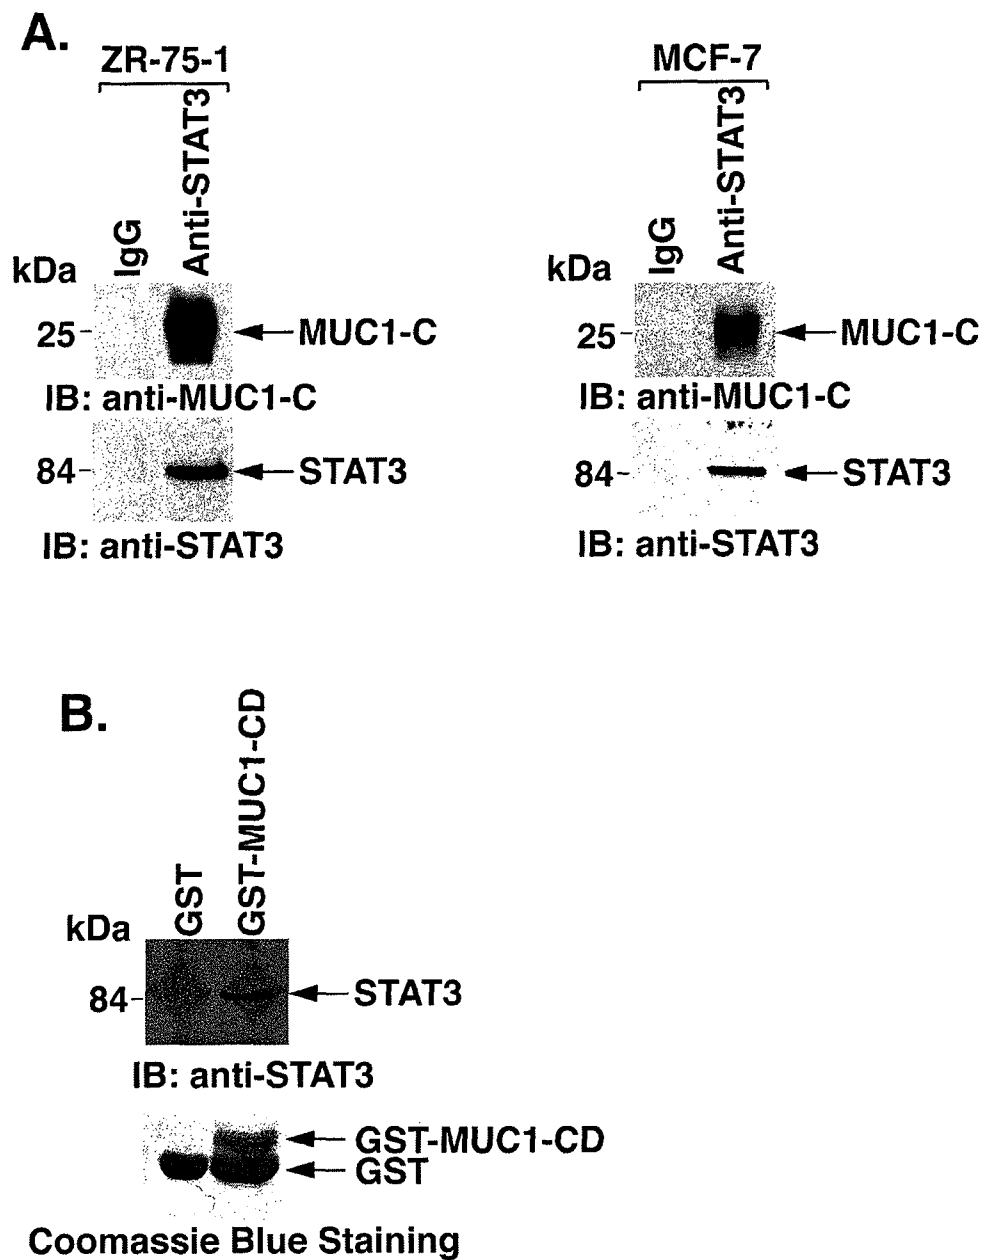 A.
ZR-75-1
IgG
Anti-STAT3
kDa
25
MUC1-C
IB: anti-MUC1-C
84
STAT3
IB: anti-STAT3
MCF-7
IgG
Anti-STAT3
kDa
25
MUC1-C
IB: anti-MUC1-C
84
STAT3
IB: anti-STAT3
B.
GST
GST-MUC1-CD
kDa
84
STAT3
IB: anti-STAT3
GST-MUC1-CD
GST
Coomassie Blue Staining